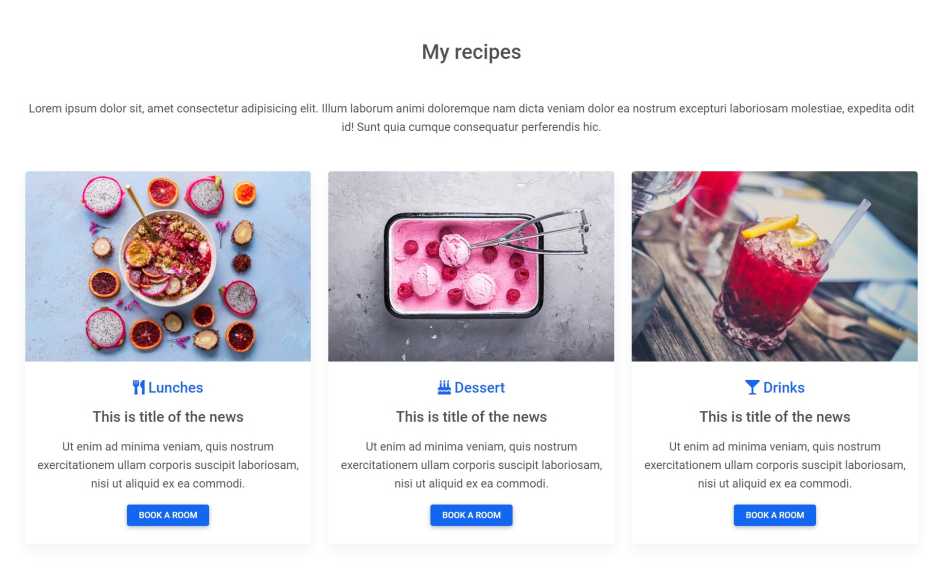 My recipes
Lorem ipsum dolor sit, amet consectetur adipisicing elit. Illum laborum animi doloremque nam dicta veniam dolor ea nostrum excepturi laboriosam molestiae, expedita odit
id! Sunt quia cumque consequatur perferendis hic.
Lunches
This is title of the news
Ut enim ad minima veniam, quis nostrum
exercitationem ullam corporis suscipit laboriosam,
nisi ut aliquid ex ea commodi.
BOOK A ROOM
Dessert
This is title of the news
Ut enim ad minima veniam, quis nostrum
exercitationem ullam corporis suscipit laboriosam,
nisi ut aliquid ex ea commodi.
BOOK A ROOM
Drinks
This is title of the news
Ut enim ad minima veniam, quis nostrum
exercitationem ullam corporis suscipit laboriosam,
nisi ut aliquid ex ea commodi.
BOOK A ROOM